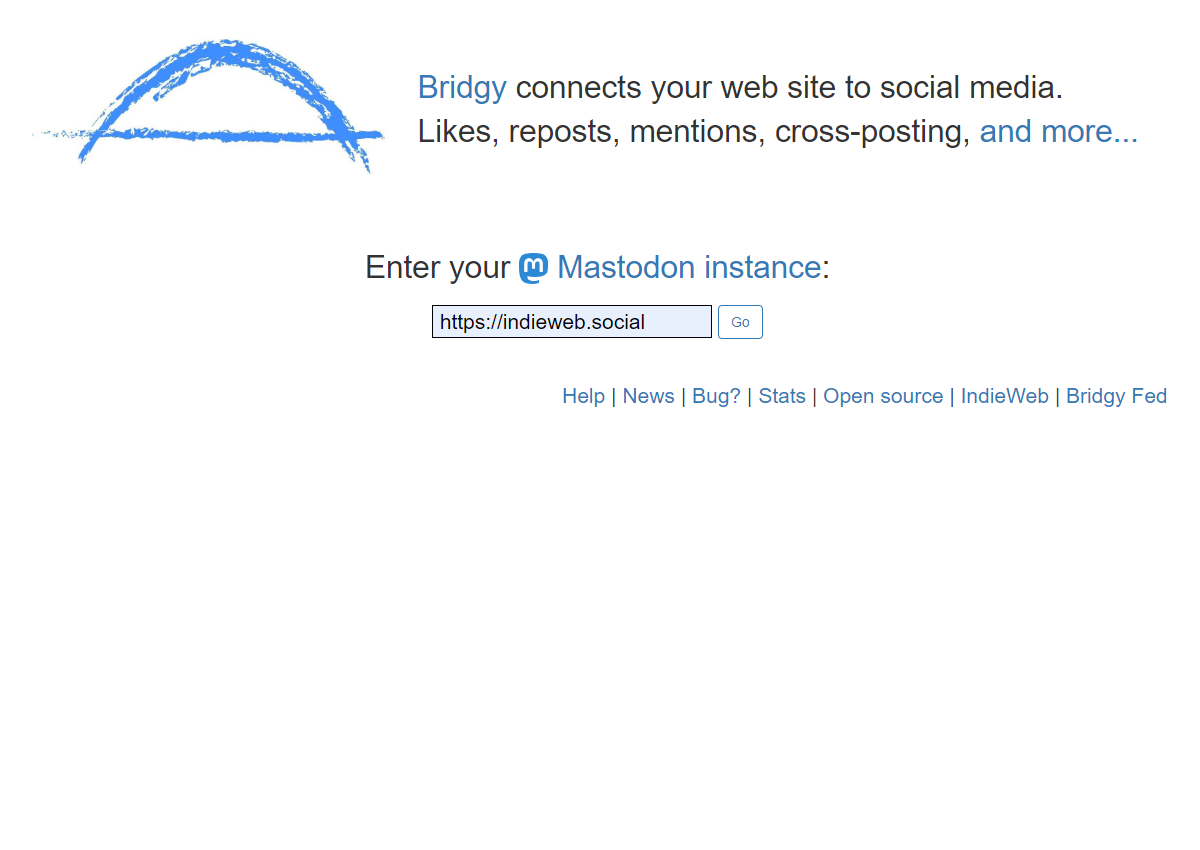 Bridgy connects your web site to social media.
Likes, reposts, mentions, cross-posting, and more...
Enter your Mastodon instance:
https://indieweb.social
Go
Help | News | Bug? | Stats | Open source | IndieWeb | Bridgy Fed